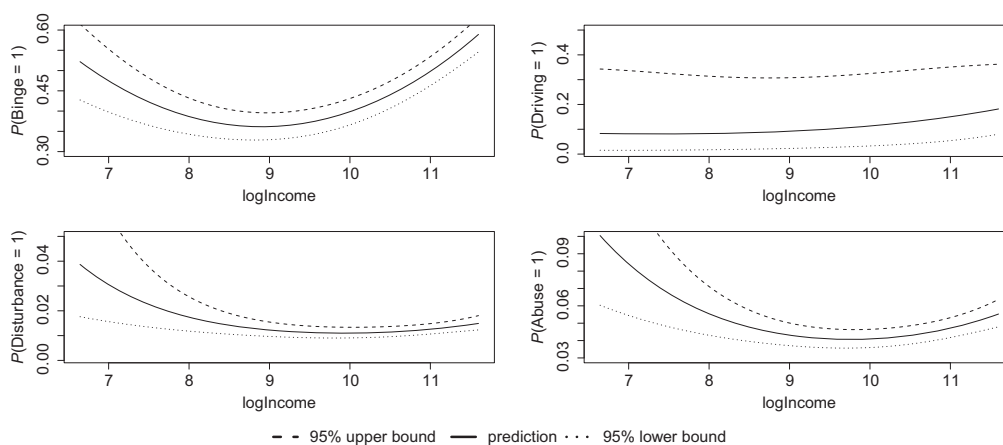 P(Binge = 1)
0.60
0.45
0.30
7 8 9 10 11
logIncome
P(Driving = 1)
0.4
0.2
0.0
7 8 9 10 11
logIncome
P(Disturbance = 1)
0.04
0.02
0.00
7 8 9 10 11
logIncome
P(Abuse = 1)
0.09
0.06
0.03
7 8 9 10 11
logIncome
95% upper bound prediction 95% lower bound